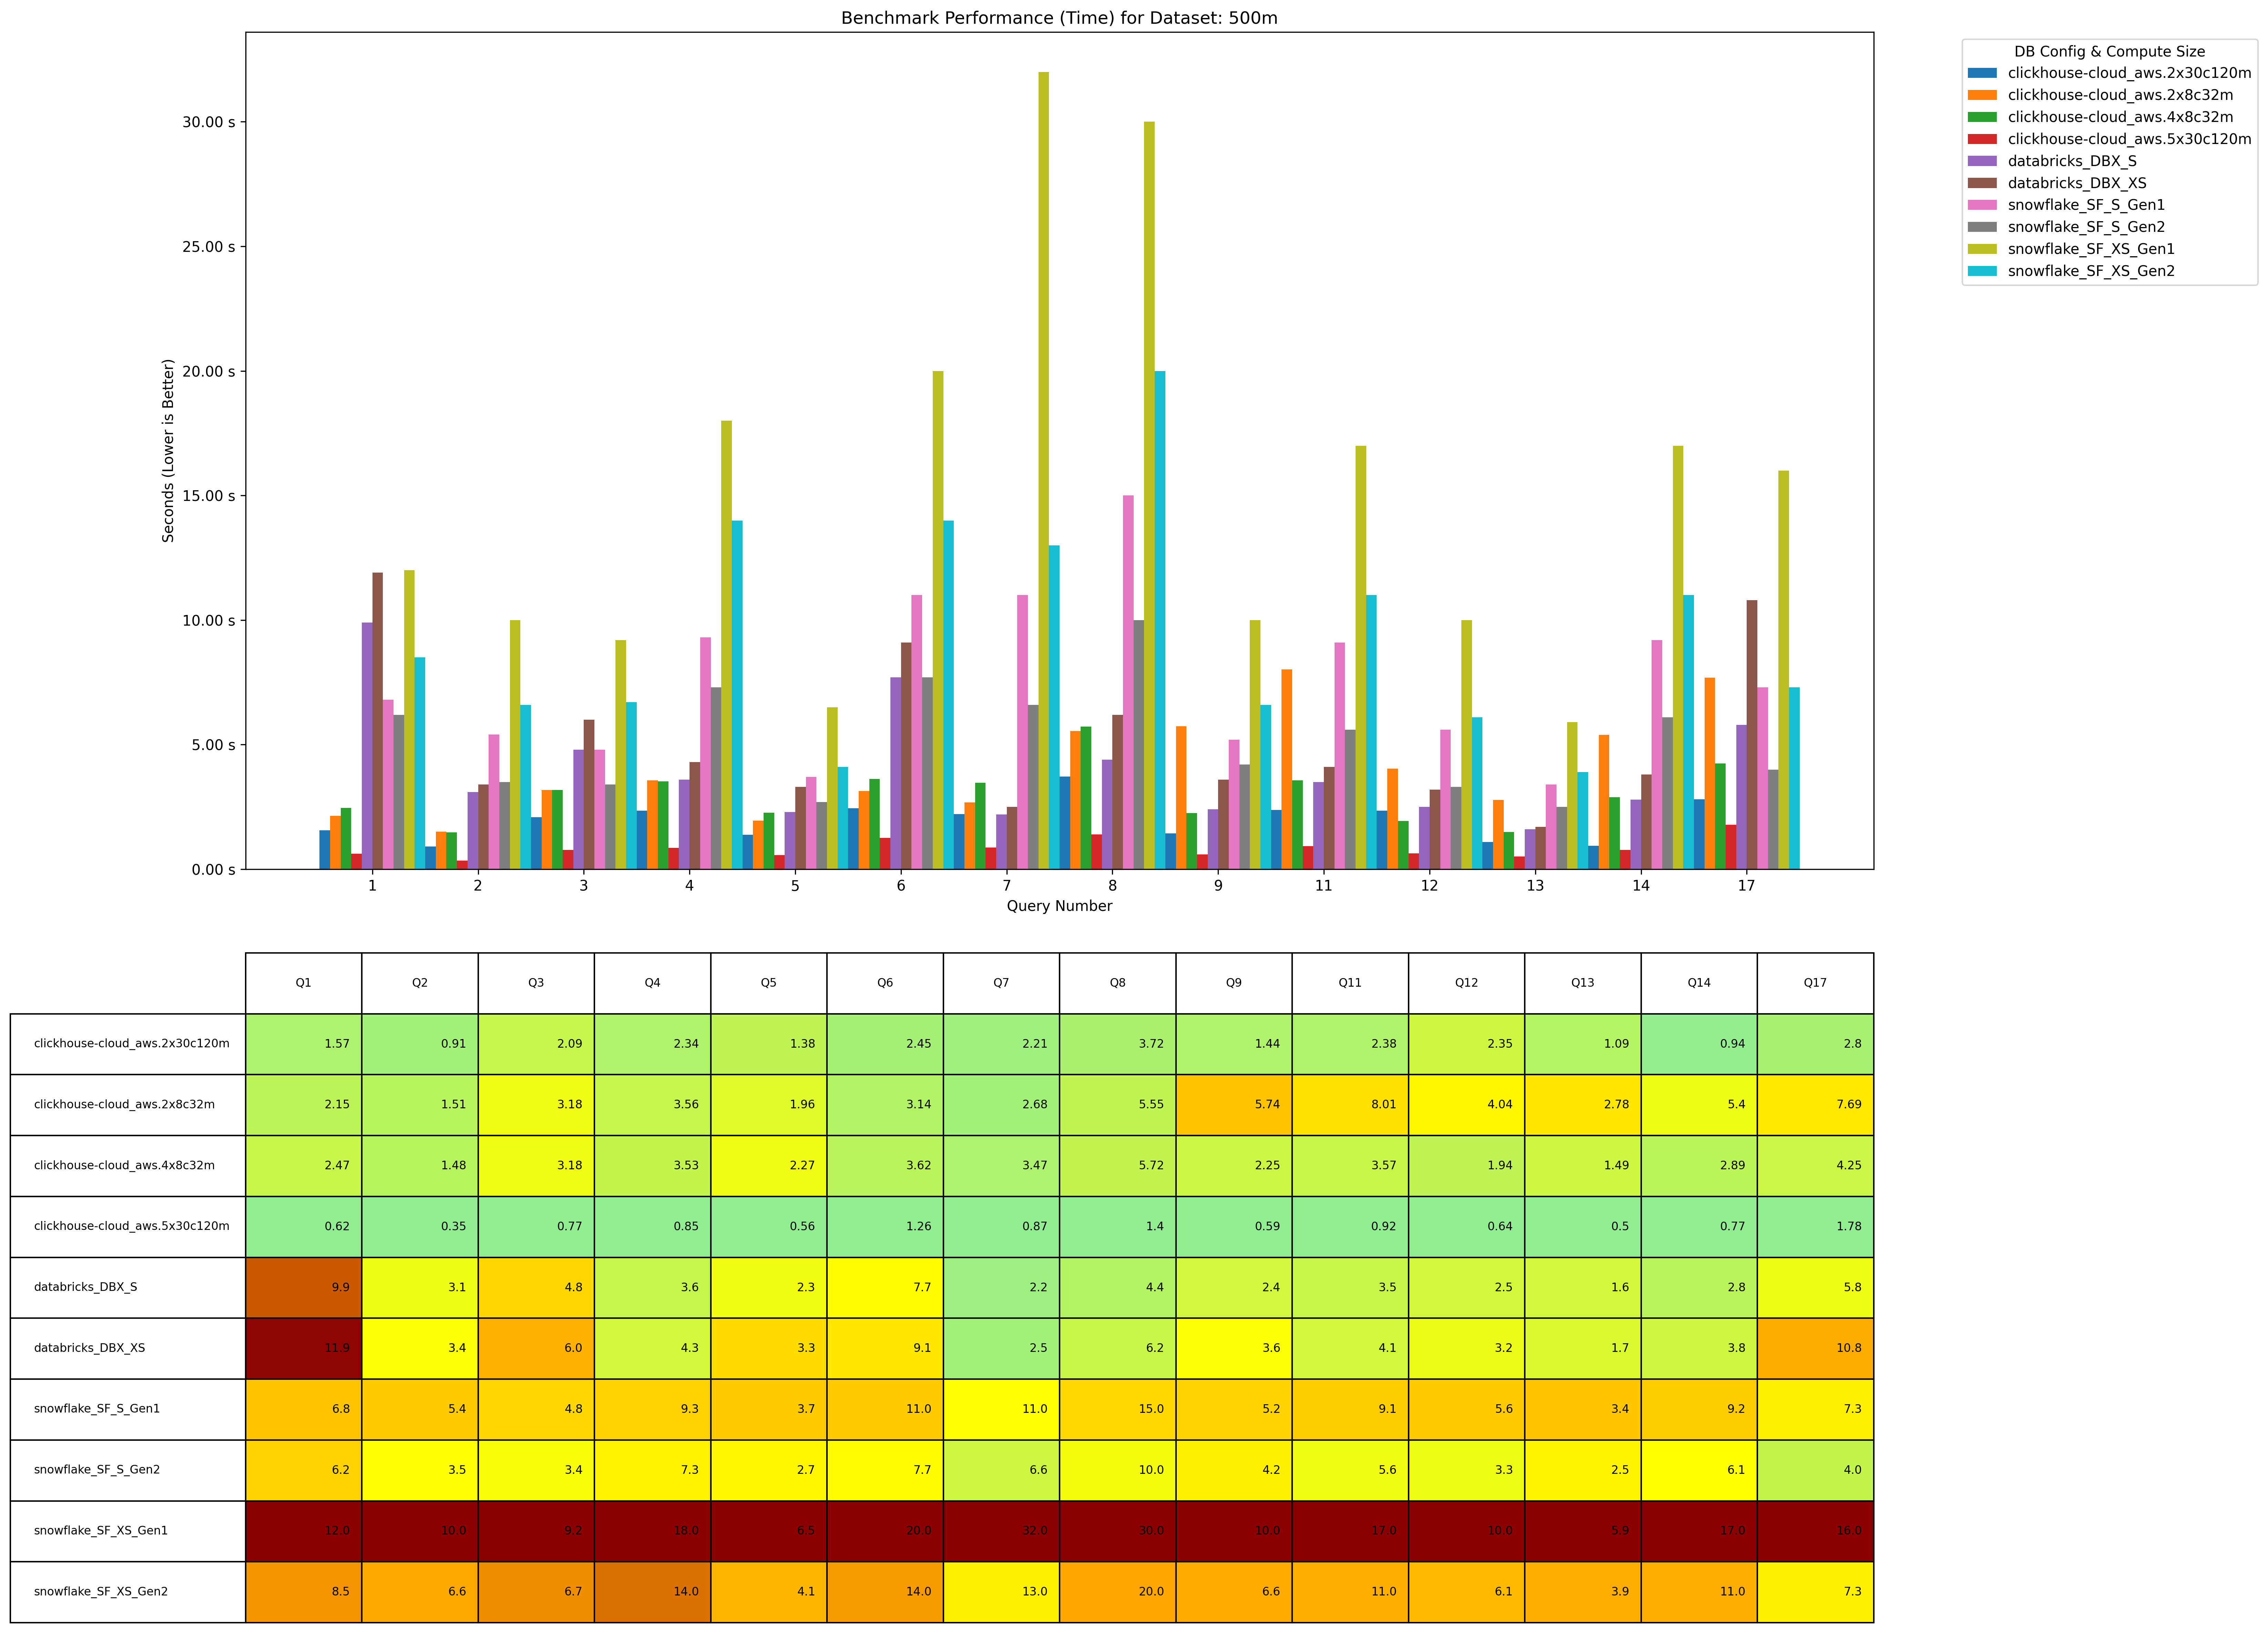 Benchmark Performance (Time) for Dataset: 500m
DB Config & Compute Size
clickhouse-cloud_aws.2x30c120m
clickhouse-cloud_aws.2x8c32m
clickhouse-cloud_aws.4x8c32m
clickhouse-cloud_aws.5x30c120m
databricks_DBX_S
databricks_DBX_XS
snowflake_SF_S_Gen1
snowflake_SF_S_Gen2
snowflake_SF_XS_Gen1
snowflake_SF_XS_Gen2
Seconds (Lower is Better)
30.00 s
25.00 s
20.00 s
15.00 s
10.00 s
5.00 s
0.00 s
1 2 3 4 5 6 7 8 9 11 12 13 14 17
Query Number
Q1 Q2 Q3 Q4 Q5 Q6 Q7 Q8 Q9 Q11 Q12 Q13 Q14 Q17
clickhouse-cloud_aws.2x30c120m 1.57 0.91 2.09 2.34 1.38 2.45 2.21 3.72 1.44 2.38 2.35 1.09 0.94 2.8
clickhouse-cloud_aws.2x8c32m 2.15 1.51 3.18 3.56 1.96 3.14 2.68 5.55 5.74 8.01 4.04 2.78 5.4 7.69
clickhouse-cloud_aws.4x8c32m 2.47 1.48 3.18 3.53 2.27 3.62 3.47 5.72 2.25 3.57 1.94 1.49 2.89 4.25
clickhouse-cloud_aws.5x30c120m 0.62 0.35 0.77 0.85 0.56 1.26 0.87 1.4 0.59 0.92 0.64 0.5 0.77 1.78
databricks_DBX_S 9.9 3.1 4.8 3.6 2.3 7.7 2.2 4.4 2.4 3.5 2.5 1.6 2.8 5.8
databricks_DBX_XS 11.9 3.4 6.0 4.3 3.3 9.1 2.5 6.2 3.6 4.1 3.2 1.7 3.8 10.8
snowflake_SF_S_Gen1 6.8 5.4 4.8 9.3 3.7 11.0 11.0 15.0 5.2 9.1 5.6 3.4 9.2 7.3
snowflake_SF_S_Gen2 6.2 3.5 3.4 7.3 2.7 7.7 6.6 10.0 4.2 5.6 3.3 2.5 6.1 4.0
snowflake_SF_XS_Gen1 12.0 10.0 9.2 18.0 6.5 20.0 32.0 30.0 10.0 17.0 10.0 5.9 17.0 16.0
snowflake_SF_XS_Gen2 8.5 6.6 6.7 14.0 4.1 14.0 13.0 20.0 6.6 11.0 6.1 3.9 11.0 7.3